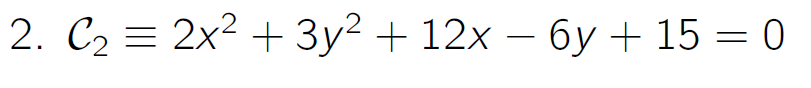 2. 𝒞₂ ≡ 2x² + 3y² + 12x − 6y + 15 = 0